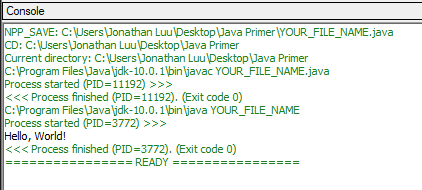 Console
NPP_SAVE: C:\Users\Jonathan Luu\Desktop\Java Primer\YOUR_FILE_NAME.java
CD: C:\Users\Jonathan Luu\Desktop\Java Primer
Current directory: C:\Users\Jonathan Luu\Desktop\Java Primer
C:\Program Files\Java\jdk-10.0.1\bin\javac YOUR_FILE_NAME.java
Process started (PID=11192) >>>
<<< Process finished (PID=11192). (Exit code 0)
C:\Program Files\Java\jdk-10.0.1\bin\java YOUR_FILE_NAME
Process started (PID=3772) >>>
Hello, World!
<<< Process finished (PID=3772). (Exit code 0)
================ READY ================